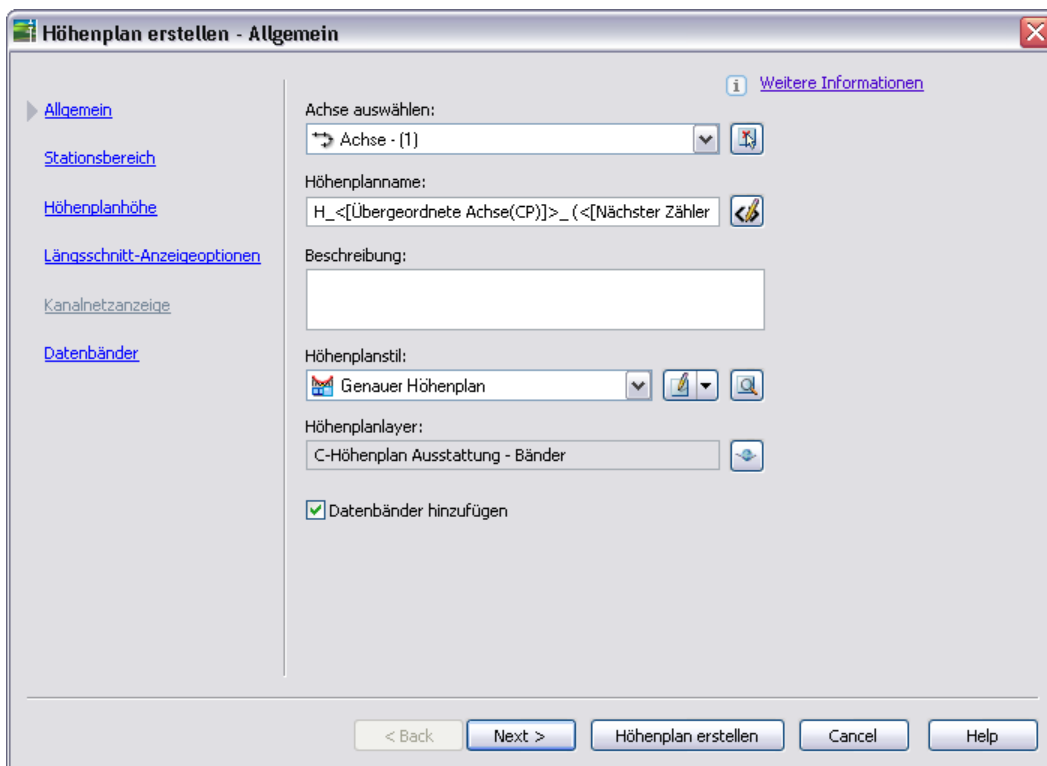 Höhenplan erstellen - Allgemein
Weitere Informationen
Allgemein
Stationsbereich
Höhenplanhöhe
Längsschnitt-Anzeigeoptionen
Kanalnetzanzeige
Datenbänder
Achse auswählen:
Achse - (1)
Höhenplanname:
H_<[Übergeordnete Achse(CP)]>_ (<[Nächster Zähler
Beschreibung:
Höhenplanstil:
Genauer Höhenplan
Höhenplanlayer:
C-Höhenplan Ausstattung - Bänder
Datenbänder hinzufügen
< Back
Next >
Höhenplan erstellen
Cancel
Help